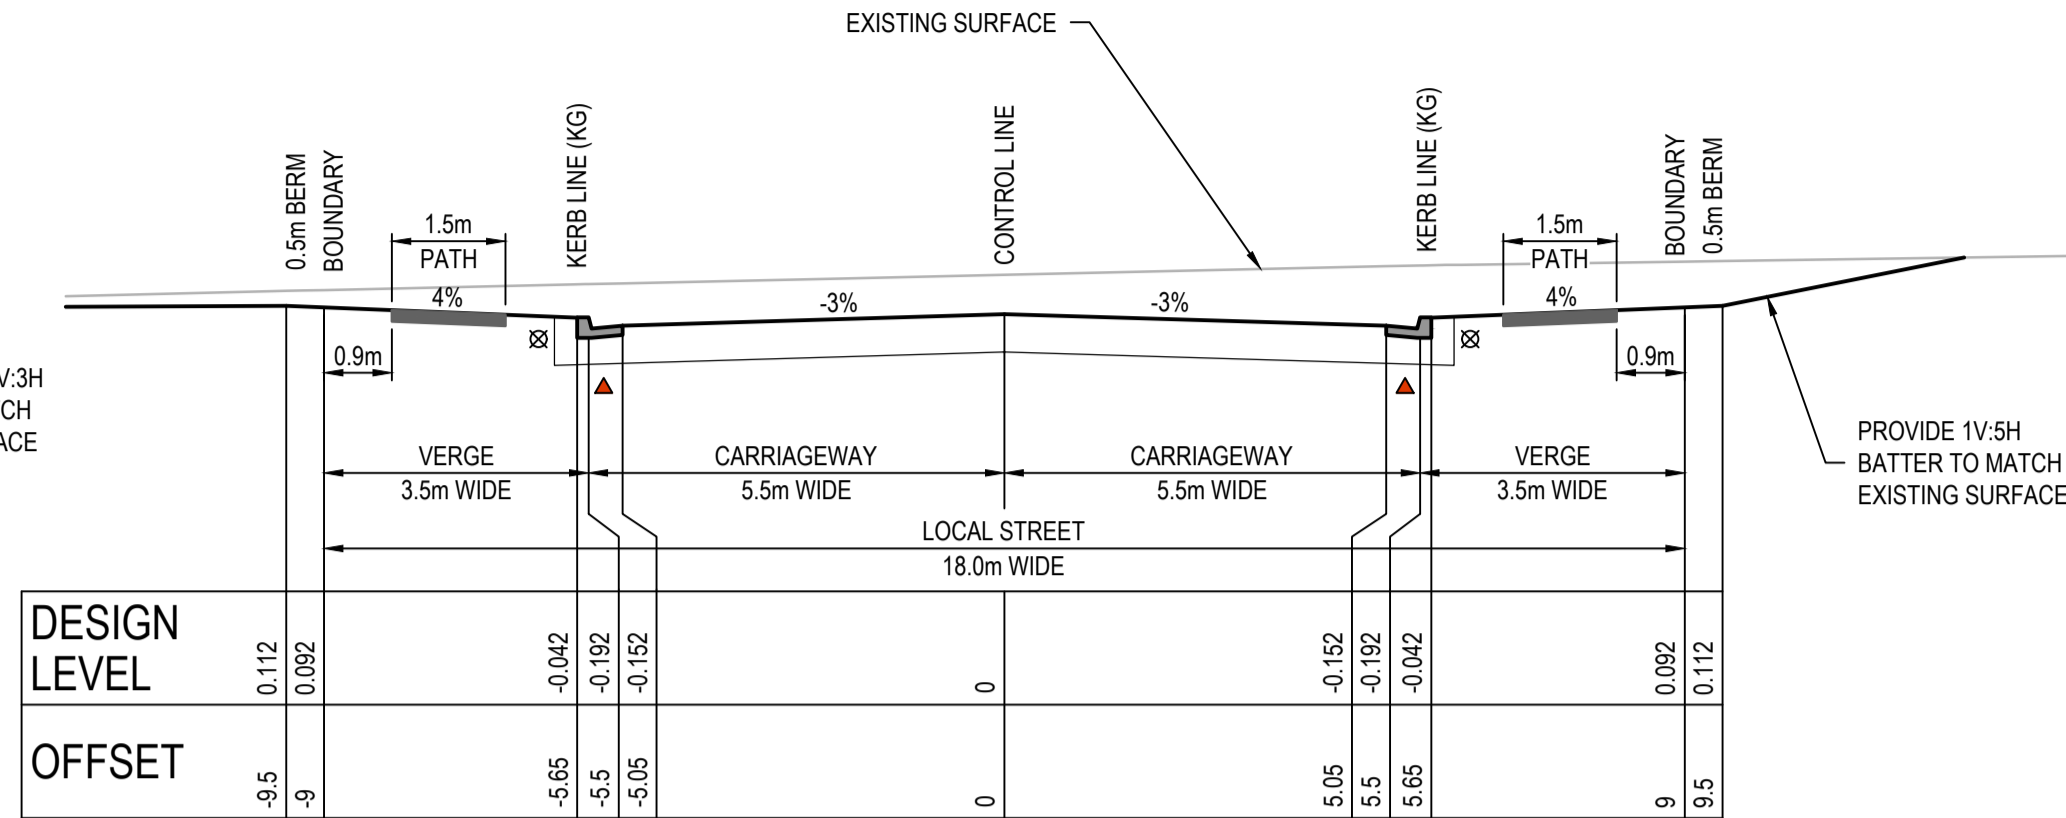 EXISTING SURFACE
0.5m BERM
BOUNDARY
1.5m
PATH
4%
KERB LINE (KG)
-3%
CONTROL LINE
-3%
KERB LINE (KG)
1.5m
PATH
4%
BOUNDARY
0.5m BERM
0.9m
0.9m
V:3H
PROVIDE 1V:5H
BATTER TO MATCH
EXISTING SURFACE
VERGE
3.5m WIDE
CARRIAGEWAY
5.5m WIDE
CARRIAGEWAY
5.5m WIDE
VERGE
3.5m WIDE
LOCAL STREET
18.0m WIDE
DESIGN
LEVEL
0.112
0.092
-0.042
-0.192
-0.152
0
-0.152
-0.192
-0.042
0.092
0.112
OFFSET
-9.5
-9
-5.65
-5.5
-5.05
0
5.05
5.5
5.65
9
9.5